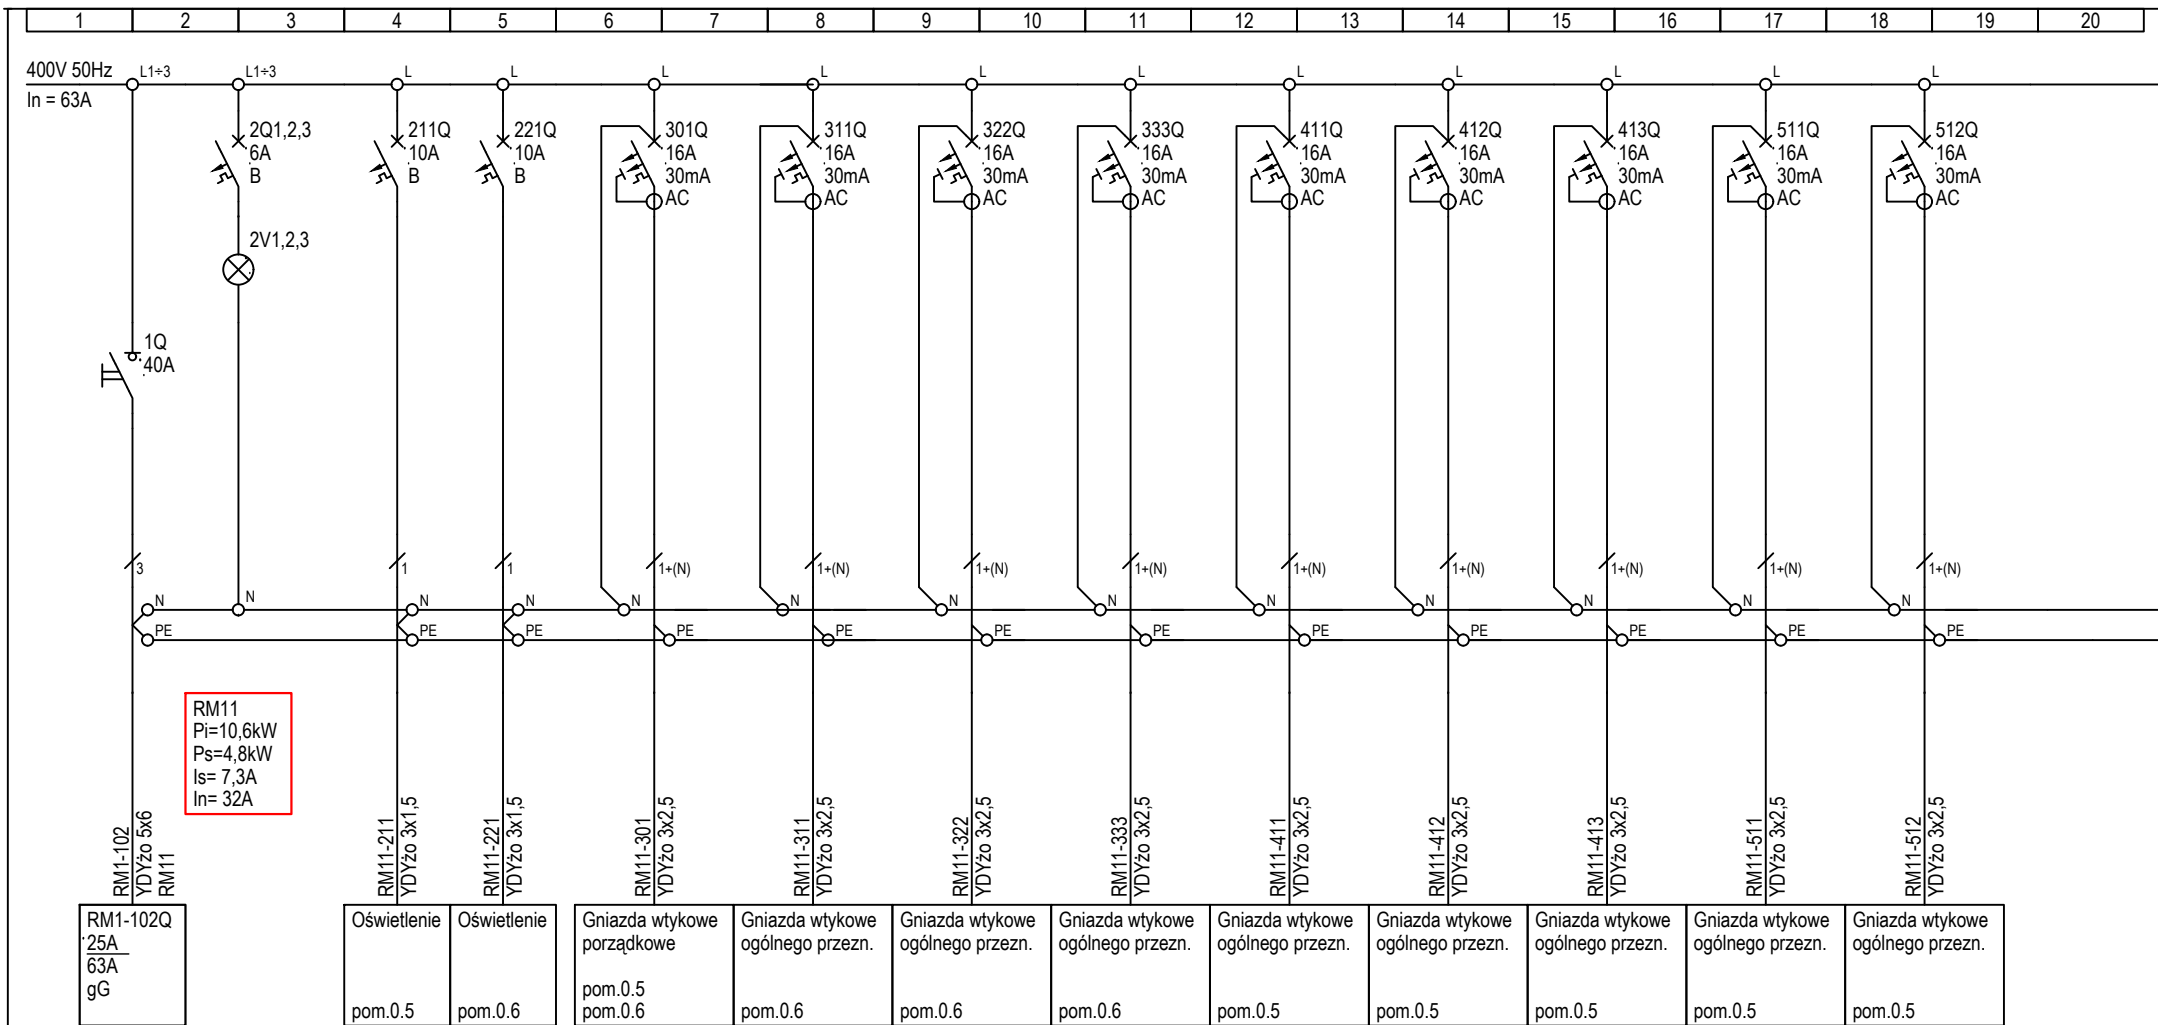 1 2 3 4 5 6 7 8 9 10 11 12 13 14 15 16 17 18 19 20
400V 50Hz
In = 63A
L1÷3 L1÷3 L L L L L L L L L L L
2Q1,2,3
6A
B
2V1,2,3
1Q
40A
211Q
10A
B
221Q
10A
B
301Q
16A
30mA
AC
311Q
16A
30mA
AC
322Q
16A
30mA
AC
333Q
16A
30mA
AC
411Q
16A
30mA
AC
412Q
16A
30mA
AC
413Q
16A
30mA
AC
511Q
16A
30mA
AC
512Q
16A
30mA
AC
3 1 1 1+(N) 1+(N) 1+(N) 1+(N) 1+(N) 1+(N) 1+(N) 1+(N) 1+(N)
N N N N N N N N N N N N N
PE PE PE PE PE PE PE PE PE PE PE PE
RM11
Pi=10,6kW
Ps=4,8kW
Is= 7,3A
In= 32A
RM1-102
YDYżo 5x6
RM11
RM11-211
YDYżo 3x1,5
RM11-221
YDYżo 3x1,5
RM11-301
YDYżo 3x2,5
RM11-311
YDYżo 3x2,5
RM11-322
YDYżo 3x2,5
RM11-333
YDYżo 3x2,5
RM11-411
YDYżo 3x2,5
RM11-412
YDYżo 3x2,5
RM11-413
YDYżo 3x2,5
RM11-511
YDYżo 3x2,5
RM11-512
YDYżo 3x2,5
RM1-102Q
25A
63A
gG
Oświetlenie
pom.0.5
Oświetlenie
pom.0.6
Gniazda wtykowe
porządkowe
pom.0.5
pom.0.6
Gniazda wtykowe
ogólnego przezn.
pom.0.6
Gniazda wtykowe
ogólnego przezn.
pom.0.6
Gniazda wtykowe
ogólnego przezn.
pom.0.6
Gniazda wtykowe
ogólnego przezn.
pom.0.5
Gniazda wtykowe
ogólnego przezn.
pom.0.5
Gniazda wtykowe
ogólnego przezn.
pom.0.5
Gniazda wtykowe
ogólnego przezn.
pom.0.5
Gniazda wtykowe
ogólnego przezn.
pom.0.5